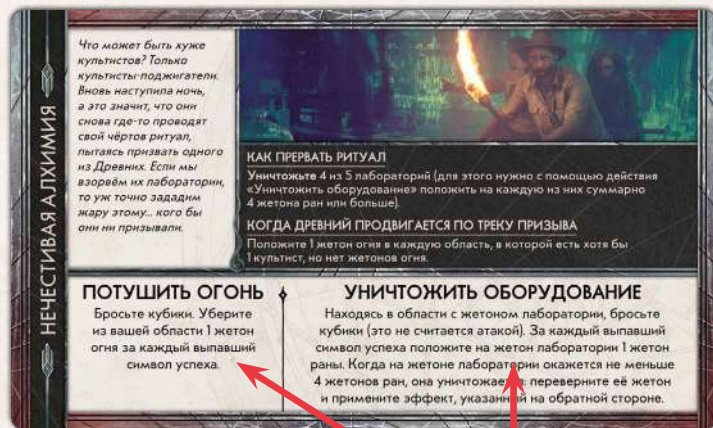 НЕЧЕСТИВАЯ АЛХИМИЯ
Что может быть хуже
культистов? Только
культисты-поджигатели.
Вновь наступила ночь,
а это значит, что они
снова где-то проводят
свой чёртов ритуал,
пытаясь призвать одного
из Древних. Если мы
взорвём их лаборатории,
то уж точно зададим
жару этому... кого бы
они ни призывали.
КАК ПРЕРВАТЬ РИТУАЛ
Уничтожьте 4 из 5 лабораторий (для этого нужно с помощью действия
«Уничтожить оборудование» положить на каждую из них суммарно
4 жетона ран или больше).
КОГДА ДРЕВНИЙ ПРОДВИГАЕТСЯ ПО ТРЕКУ ПРИЗЫВА
Положите 1 жетон огня в каждую область, в которой есть хотя бы
1 культист, но нет жетонов огня.
ПОТУШИТЬ ОГОНЬ
Бросьте кубики. Уберите
из вашей области 1 жетон
огня за каждый выпавший
символ успеха.
УНИЧТОЖИТЬ ОБОРУДОВАНИЕ
Находясь в области с жетоном лаборатории, бросьте
кубики (это не считается атакой). За каждый выпавший
символ успеха положите на жетон лаборатории 1 жетон
раны. Когда на жетоне лаборатории окажется не меньше
4 жетонов ран, она уничтожается: переверните её жетон
и примените эффект, указанный на обратной стороне.